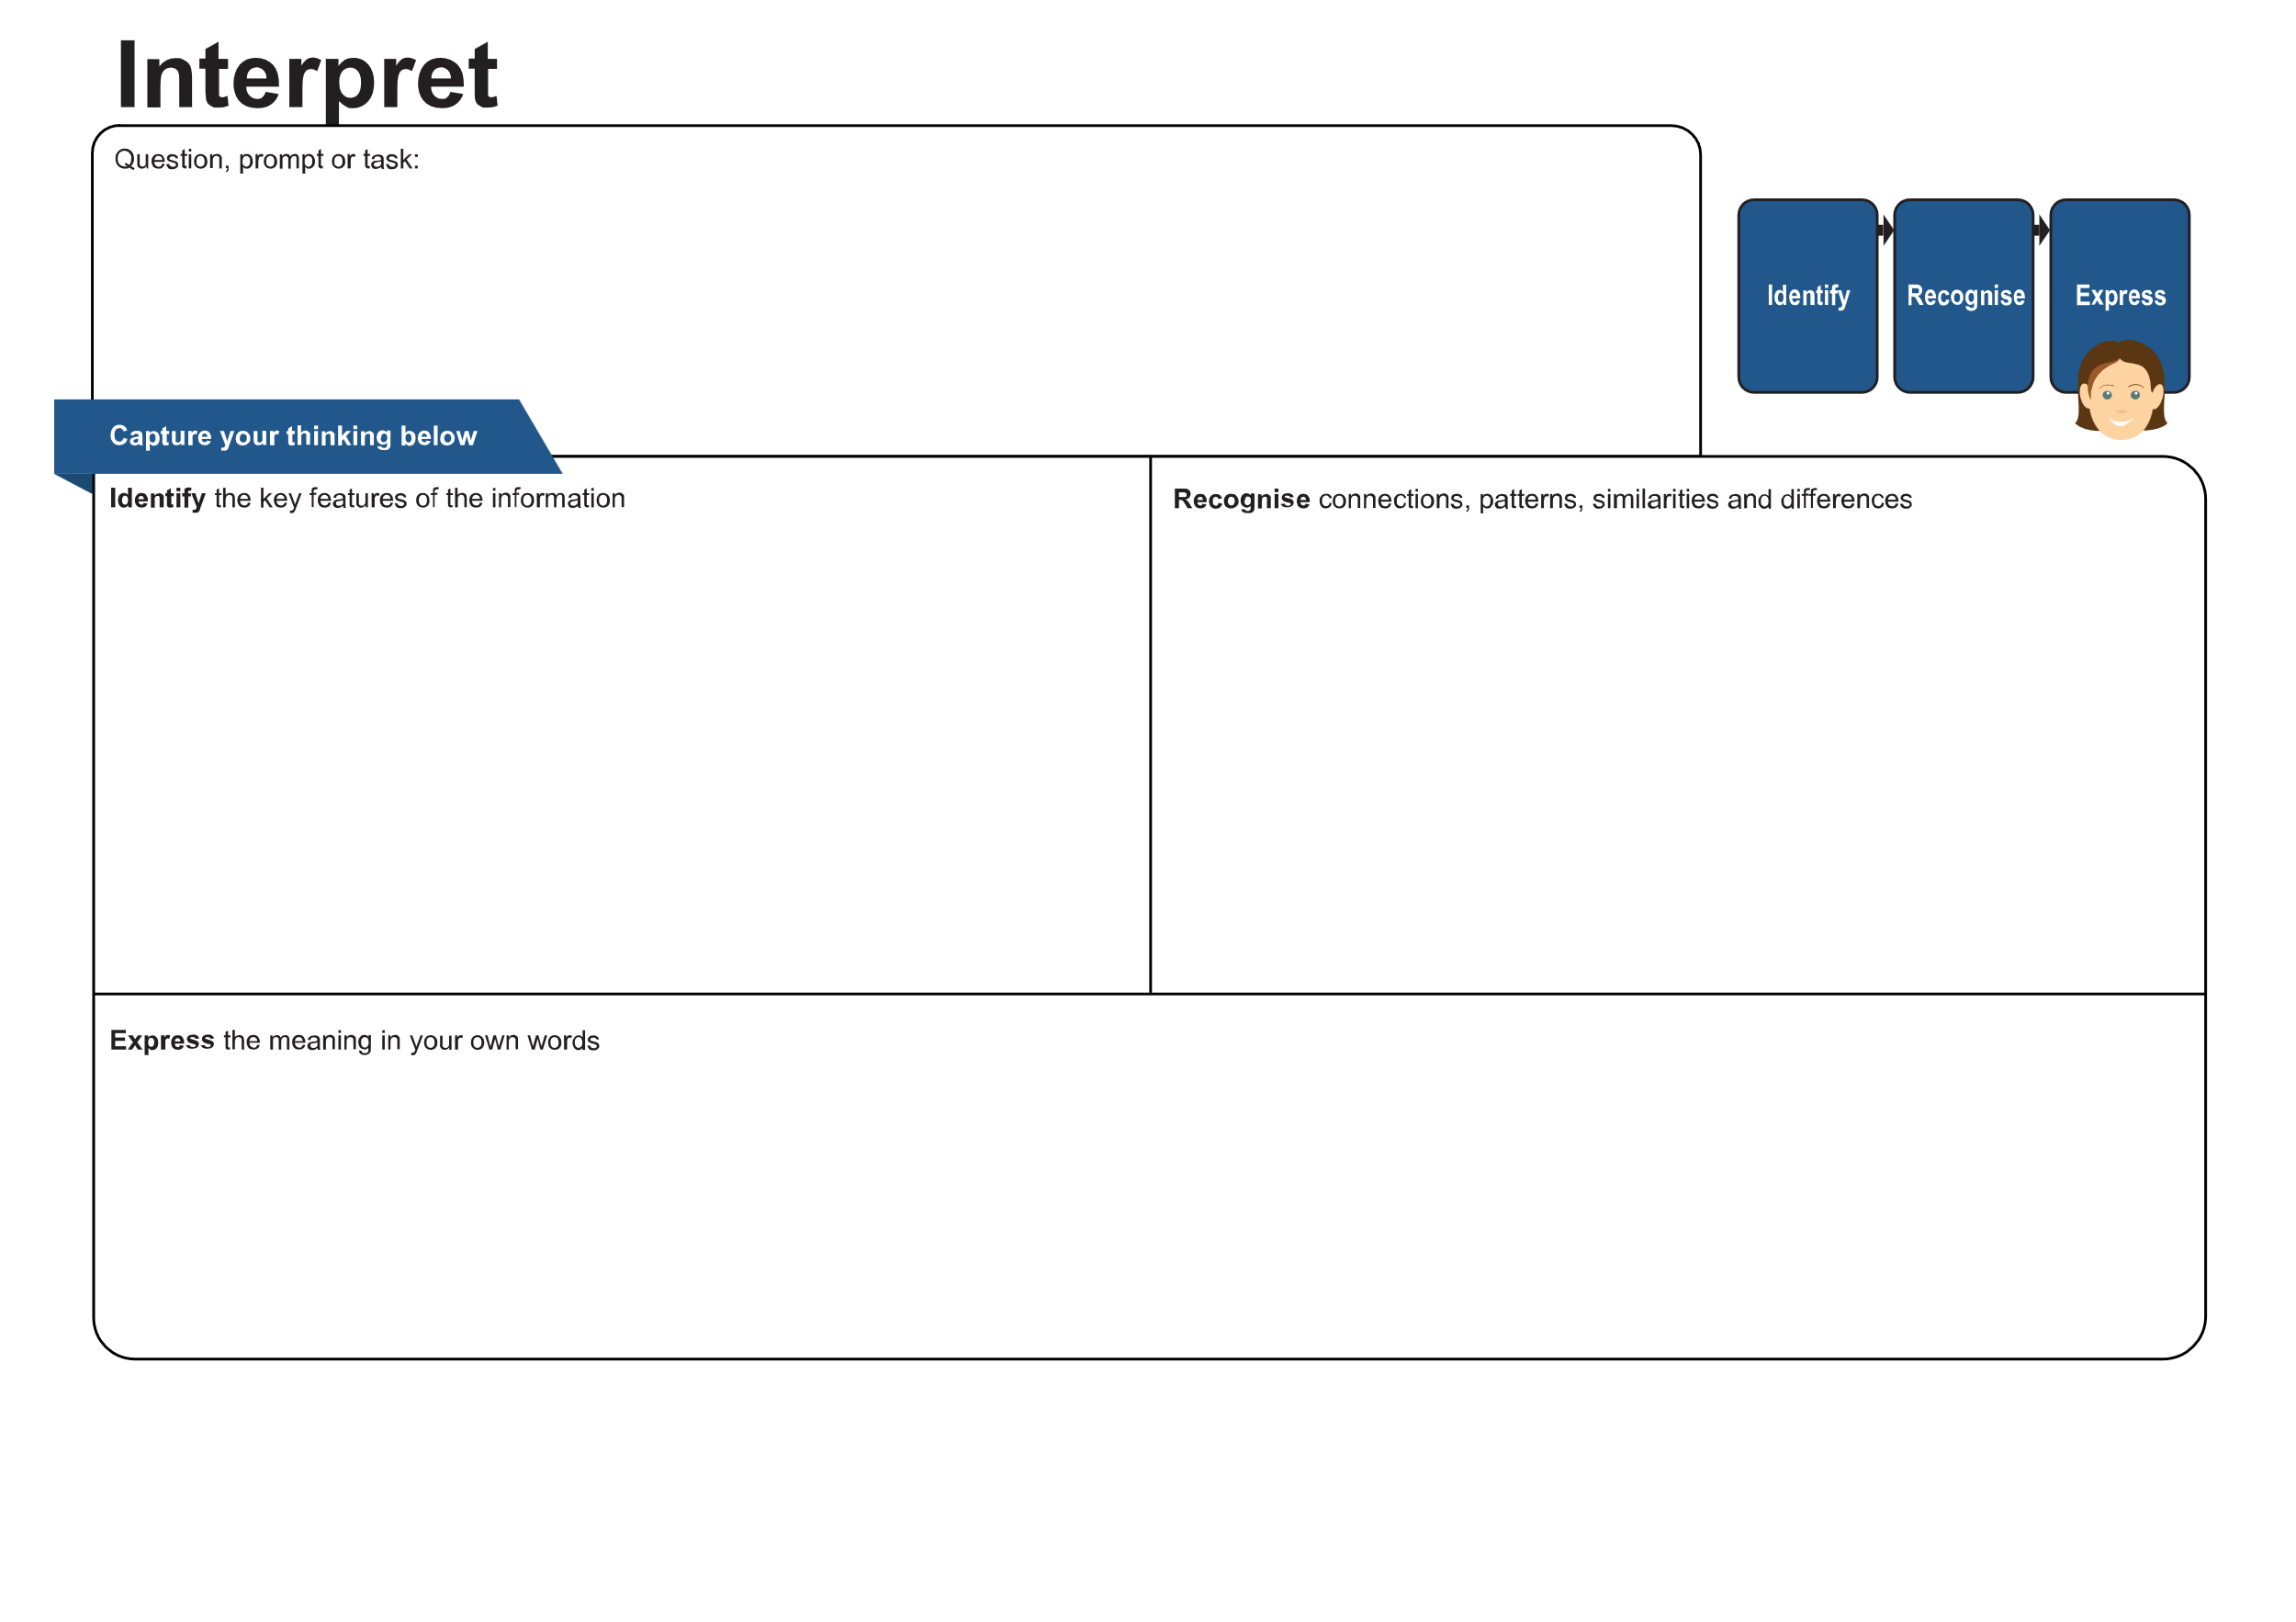 Interpret
Question, prompt or task:
Identify
Recognise
Express
Capture your thinking below
Identify the key features of the information
Recognise connections, patterns, similarities and differences
Express the meaning in your own words